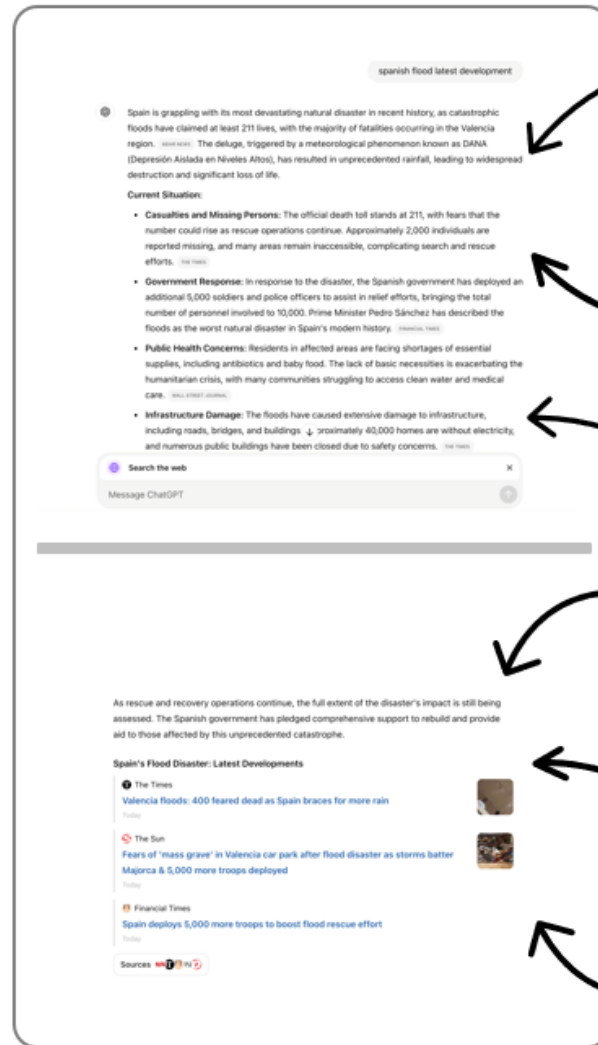 spanish flood latest development
Spain is grappling with its most devastating natural disaster in recent history, as catastrophic
floods have claimed at least 211 lives, with the majority of fatalities occurring in the Valencia
region. The deluge, triggered by a meteorological phenomenon known as DANA
(Depresión Aislada en Niveles Altos), has resulted in unprecedented rainfall, leading to widespread
destruction and significant loss of life.
Current Situation:
• Casualties and Missing Persons: The official death toll stands at 211, with fears that the
number could rise as rescue operations continue. Approximately 2,000 individuals are
reported missing, and many areas remain inaccessible, complicating search and rescue
efforts. THE TIMES
• Government Response: In response to the disaster, the Spanish government has deployed an
additional 5,000 soldiers and police officers to assist in relief efforts, bringing the total
number of personnel involved to 10,000. Prime Minister Pedro Sánchez has described the
floods as the worst natural disaster in Spain's modern history. FINANCIAL TIMES
• Public Health Concerns: Residents in affected areas are facing shortages of essential
supplies, including antibiotics and baby food. The lack of basic necessities is exacerbating the
humanitarian crisis, with many communities struggling to access clean water and medical
care. WALL STREET JOURNAL
• Infrastructure Damage: The floods have caused extensive damage to infrastructure,
including roads, bridges, and buildings proximately 40,000 homes are without electricity,
and numerous public buildings have been closed due to safety concerns. THE TIMES
Search the web
Message ChatGPT
As rescue and recovery operations continue, the full extent of the disaster's impact is still being
assessed. The Spanish government has pledged comprehensive support to rebuild and provide
aid to those affected by this unprecedented catastrophe.
Spain's Flood Disaster: Latest Developments
The Times
Valencia floods: 400 feared dead as Spain braces for more rain
Today
The Sun
Fears of 'mass grave' in Valencia car park after flood disaster as storms batter
Majorca & 5,000 more troops deployed
Today
Financial Times
Spain deploys 5,000 more troops to boost flood rescue effort
Today
Sources